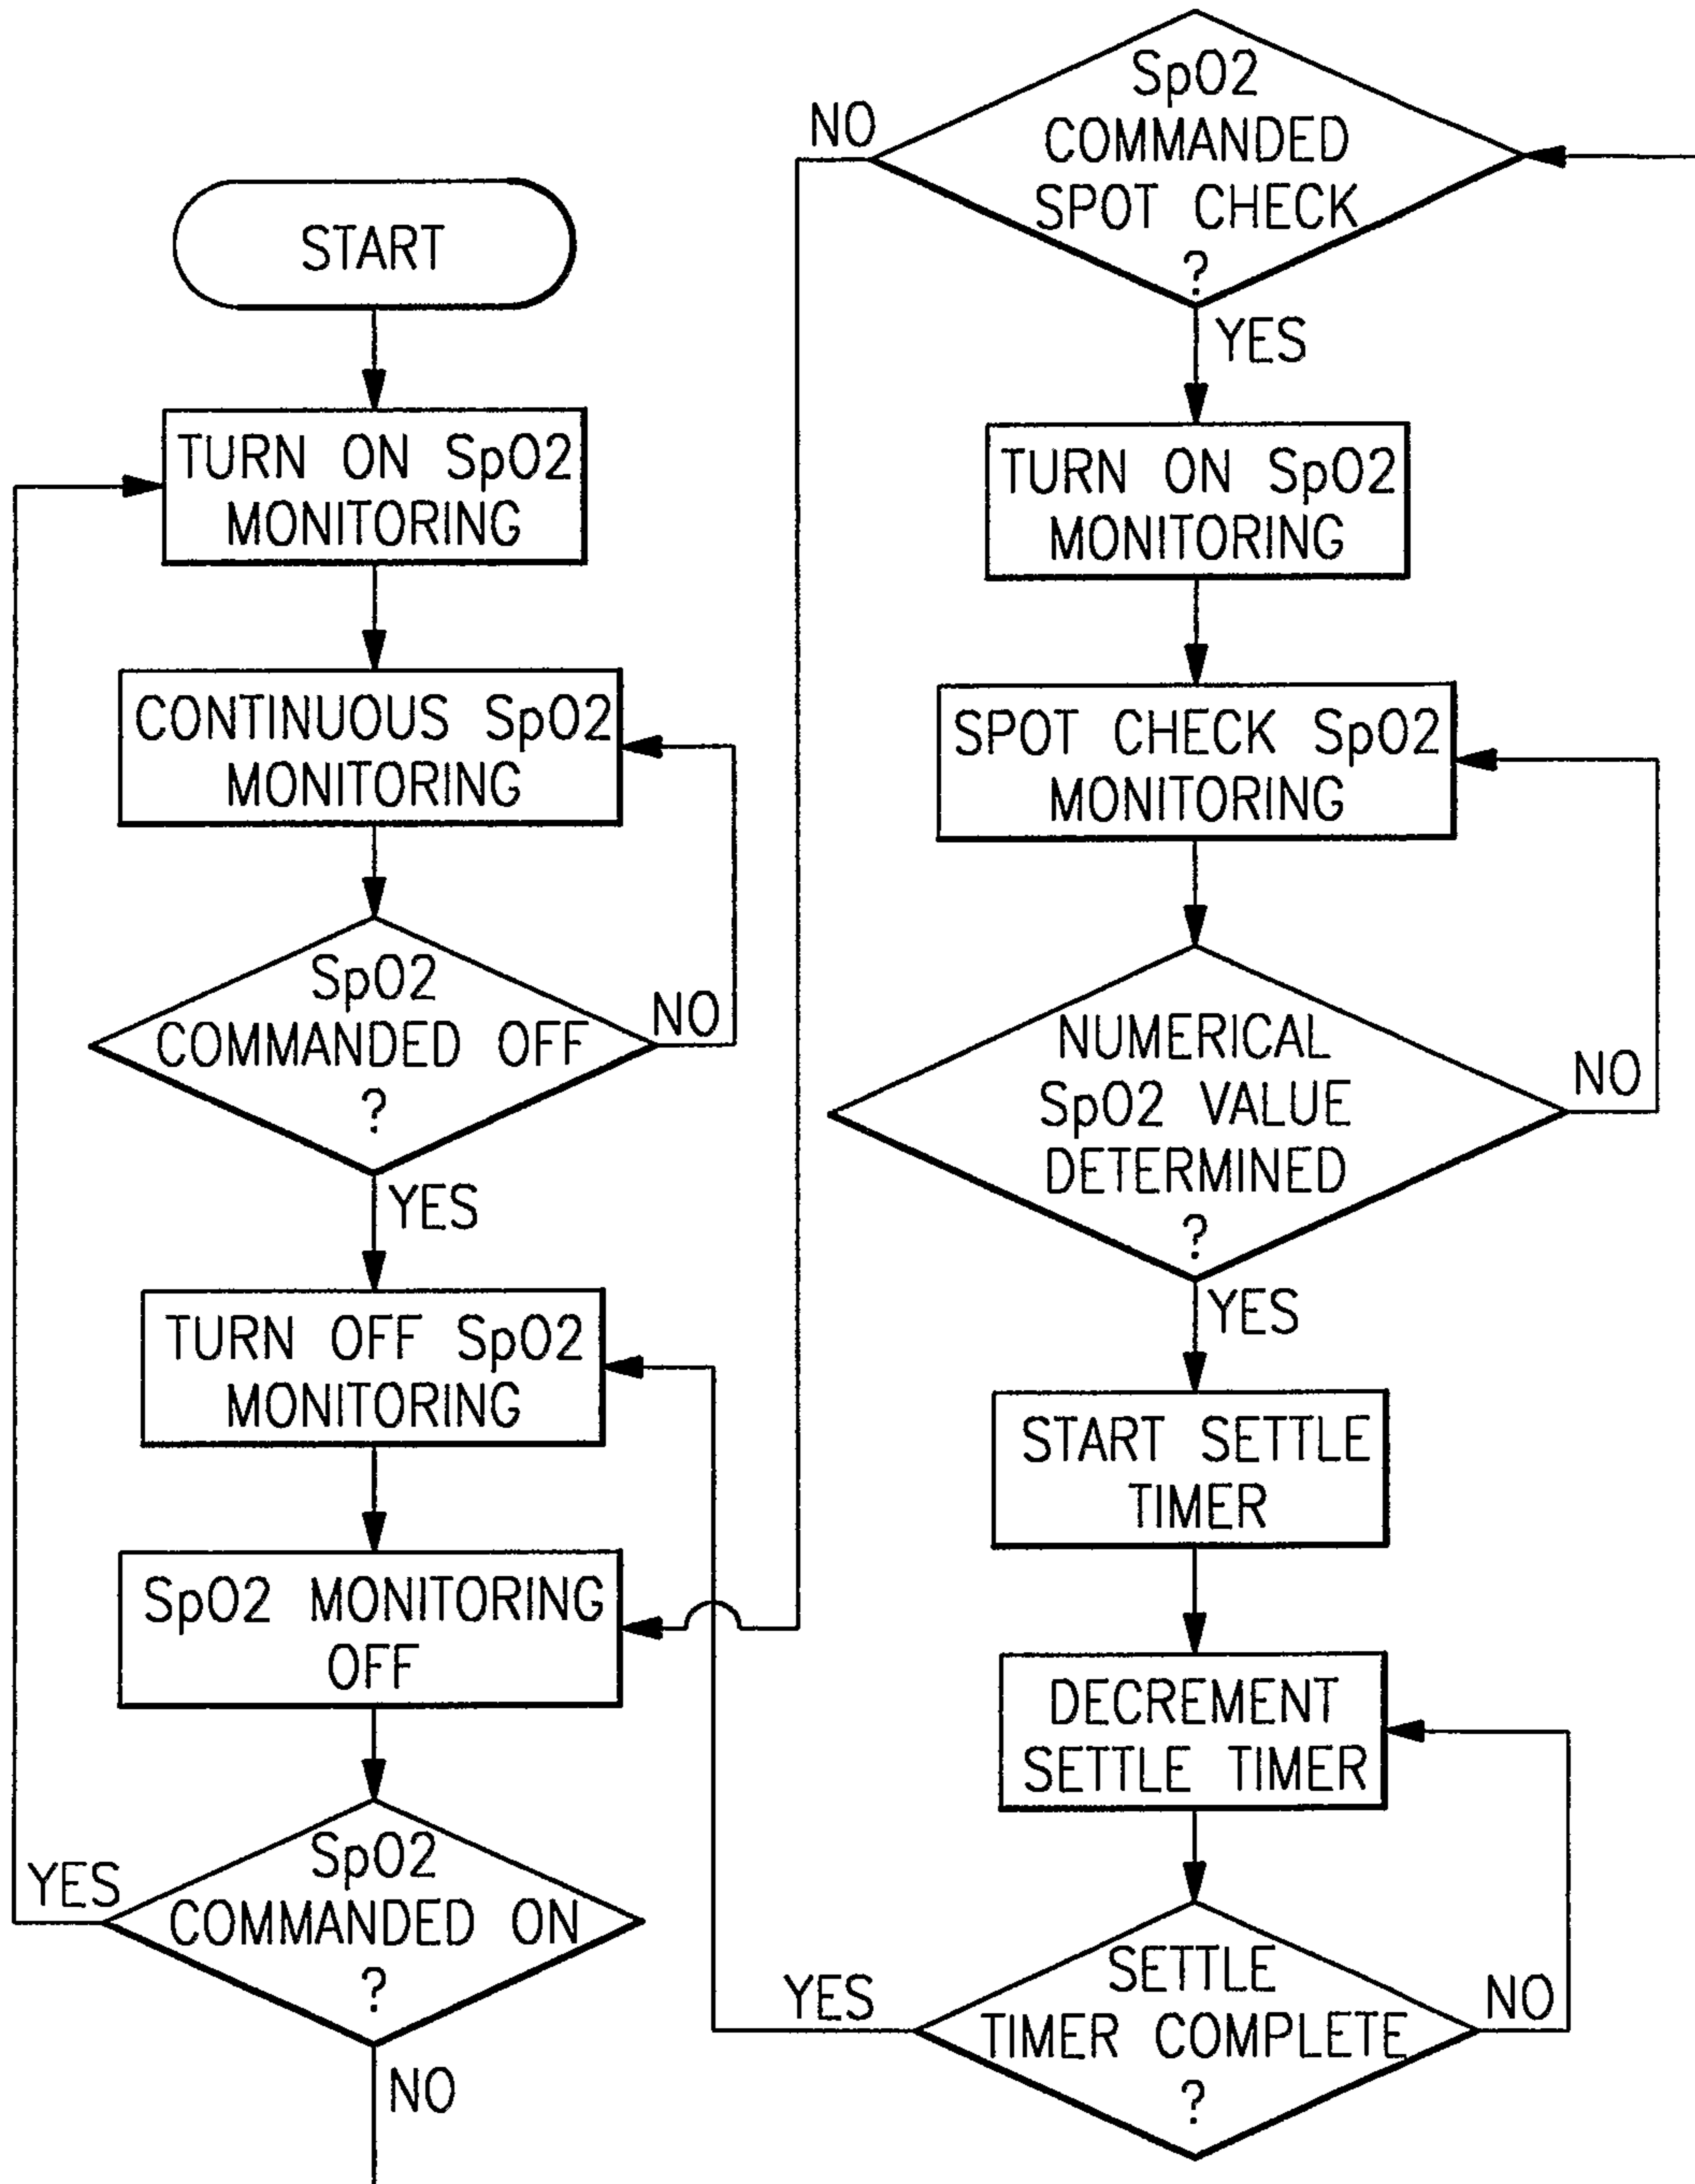 START
TURN ON SpO2
MONITORING
CONTINUOUS SpO2
MONITORING
SpO2
COMMANDED OFF
?
NO
YES
TURN OFF SpO2
MONITORING
SpO2 MONITORING
OFF
SpO2
COMMANDED ON
?
YES
NO
SpO2
COMMANDED
SPOT CHECK
?
NO
YES
TURN ON SpO2
MONITORING
SPOT CHECK SpO2
MONITORING
NUMERICAL
SpO2 VALUE
DETERMINED
?
NO
YES
START SETTLE
TIMER
DECREMENT
SETTLE TIMER
SETTLE
TIMER COMPLETE
?
YES
NO